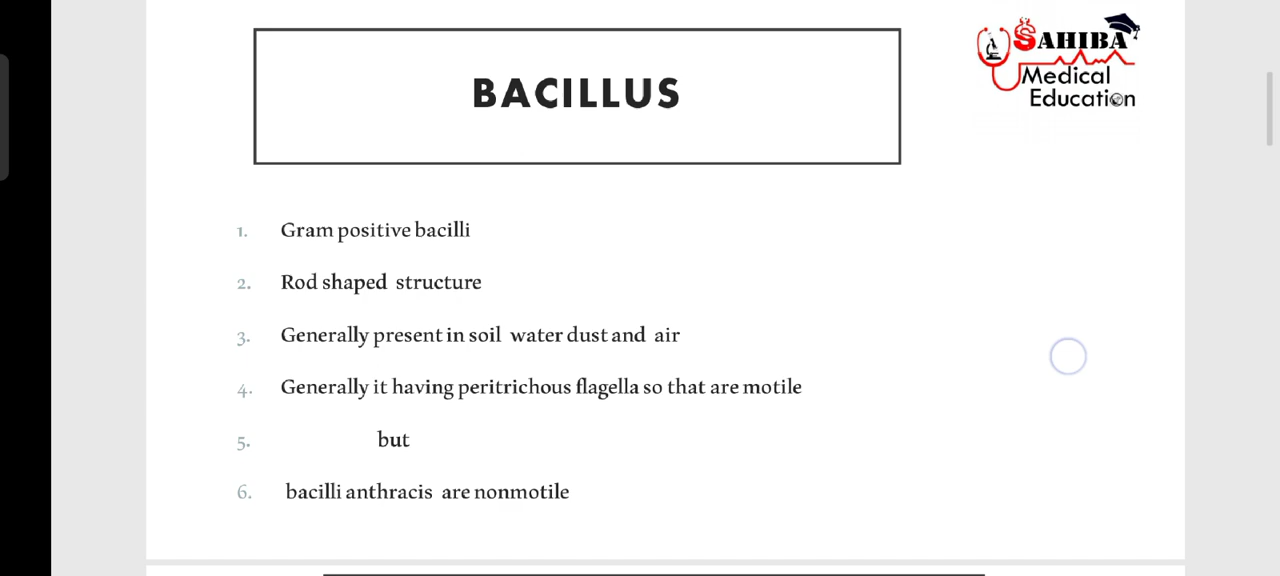 BACILLUS
SAHIBA
Medical
Education
1. Gram positive bacilli
2. Rod shaped structure
3. Generally present in soil water dust and air
4. Generally it having peritrichous flagella so that are motile
5. but
6. bacilli anthracis are nonmotile